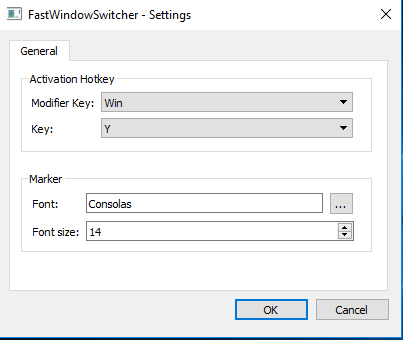 FastWindowSwitcher - Settings
General
Activation Hotkey
Modifier Key: Win
Key: Y
Marker
Font: Consolas ...
Font size: 14
OK Cancel